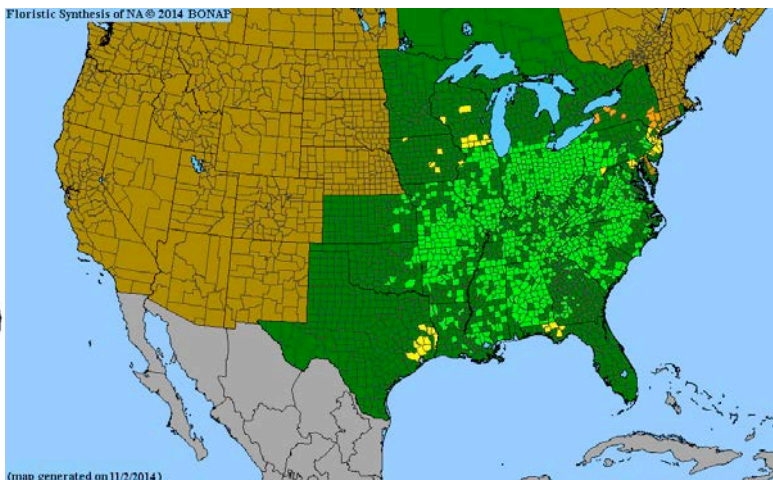 Floristic Synthesis of NA © 2014 BONAP
(map generated on 11/2/2014)